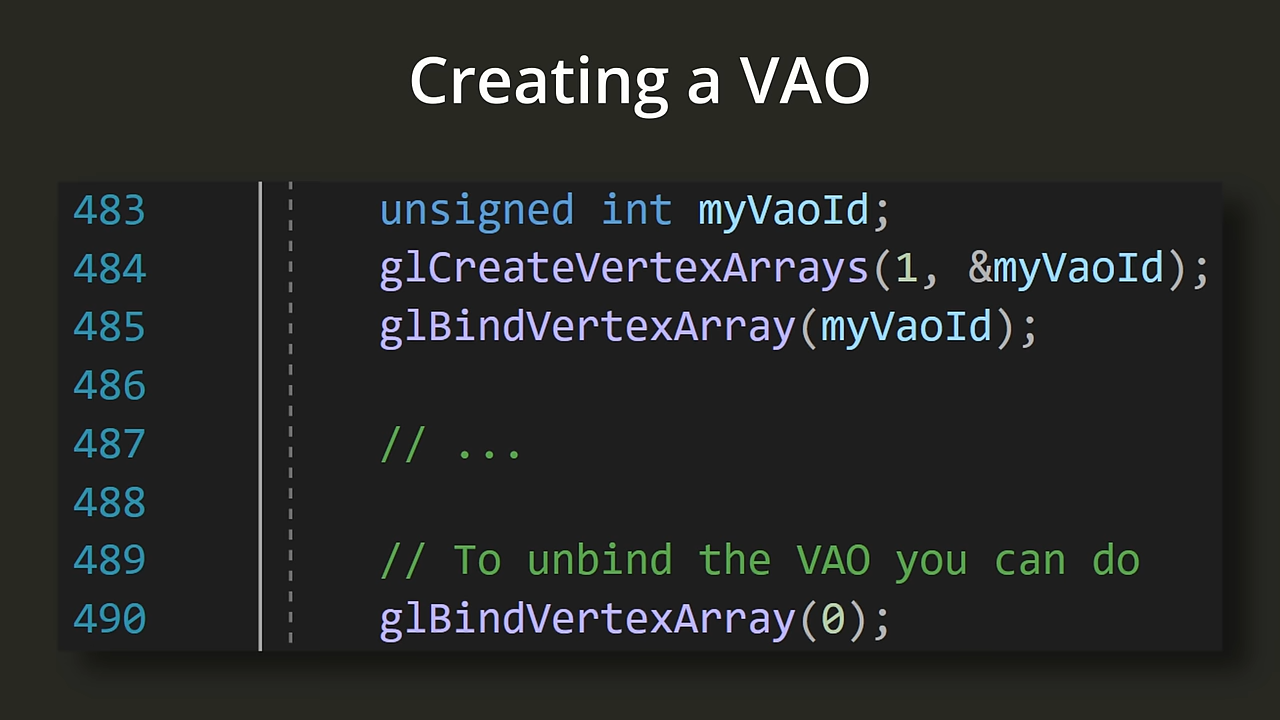 Creating a VAO
483 unsigned int myVaoId;
484 glCreateVertexArrays(1, &myVaoId);
485 glBindVertexArray(myVaoId);
486
487 // ...
488
489 // To unbind the VAO you can do
490 glBindVertexArray(0);